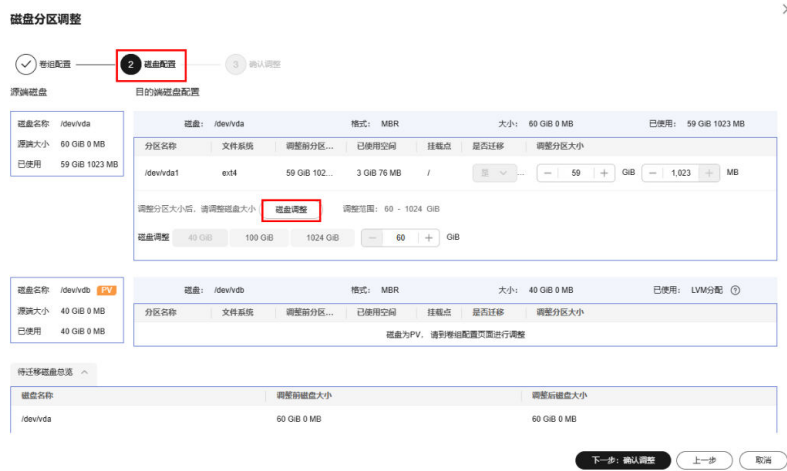 磁盘分区调整
卷组配置 2 磁盘配置 3 确认调整
源端磁盘 目的端磁盘配置
磁盘名称 /dev/vda
源端大小 60 GiB 0 MB
已使用 59 GiB 1023 MB
磁盘: /dev/vda 格式: MBR 大小: 60 GiB 0 MB 已使用: 59 GiB 1023 MB
分区名称 文件系统 调整前分区... 已使用空间 挂载点 是否迁移 调整分区大小
/dev/vda1 ext4 59 GiB 102... 3 GiB 76 MB / 是 ... − 59 + GiB − 1,023 + MB
调整分区大小后，请调整磁盘大小 磁盘调整 调整范围: 60 - 1024 GiB
磁盘调整 40 GiB 100 GiB 1024 GiB − 60 + GiB
磁盘名称 /dev/vdb PV
源端大小 40 GiB 0 MB
已使用 40 GiB 0 MB
磁盘: /dev/vdb 格式: MBR 大小: 40 GiB 0 MB 已使用: LVM分配 ?
分区名称 文件系统 调整前分区... 已使用空间 挂载点 是否迁移 调整分区大小
磁盘为PV，请到卷组配置页面进行调整
待迁移磁盘总览
磁盘名称 调整前磁盘大小 调整后磁盘大小
/dev/vda 60 GiB 0 MB 60 GiB 0 MB
下一步: 确认调整 上一步 取消